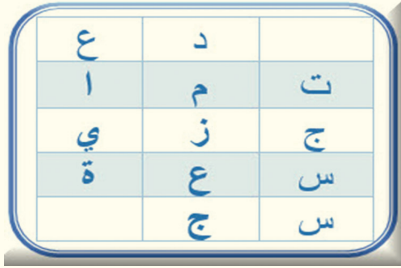 د ع
ت م ا
ج ز ي
س ع ة
س ج